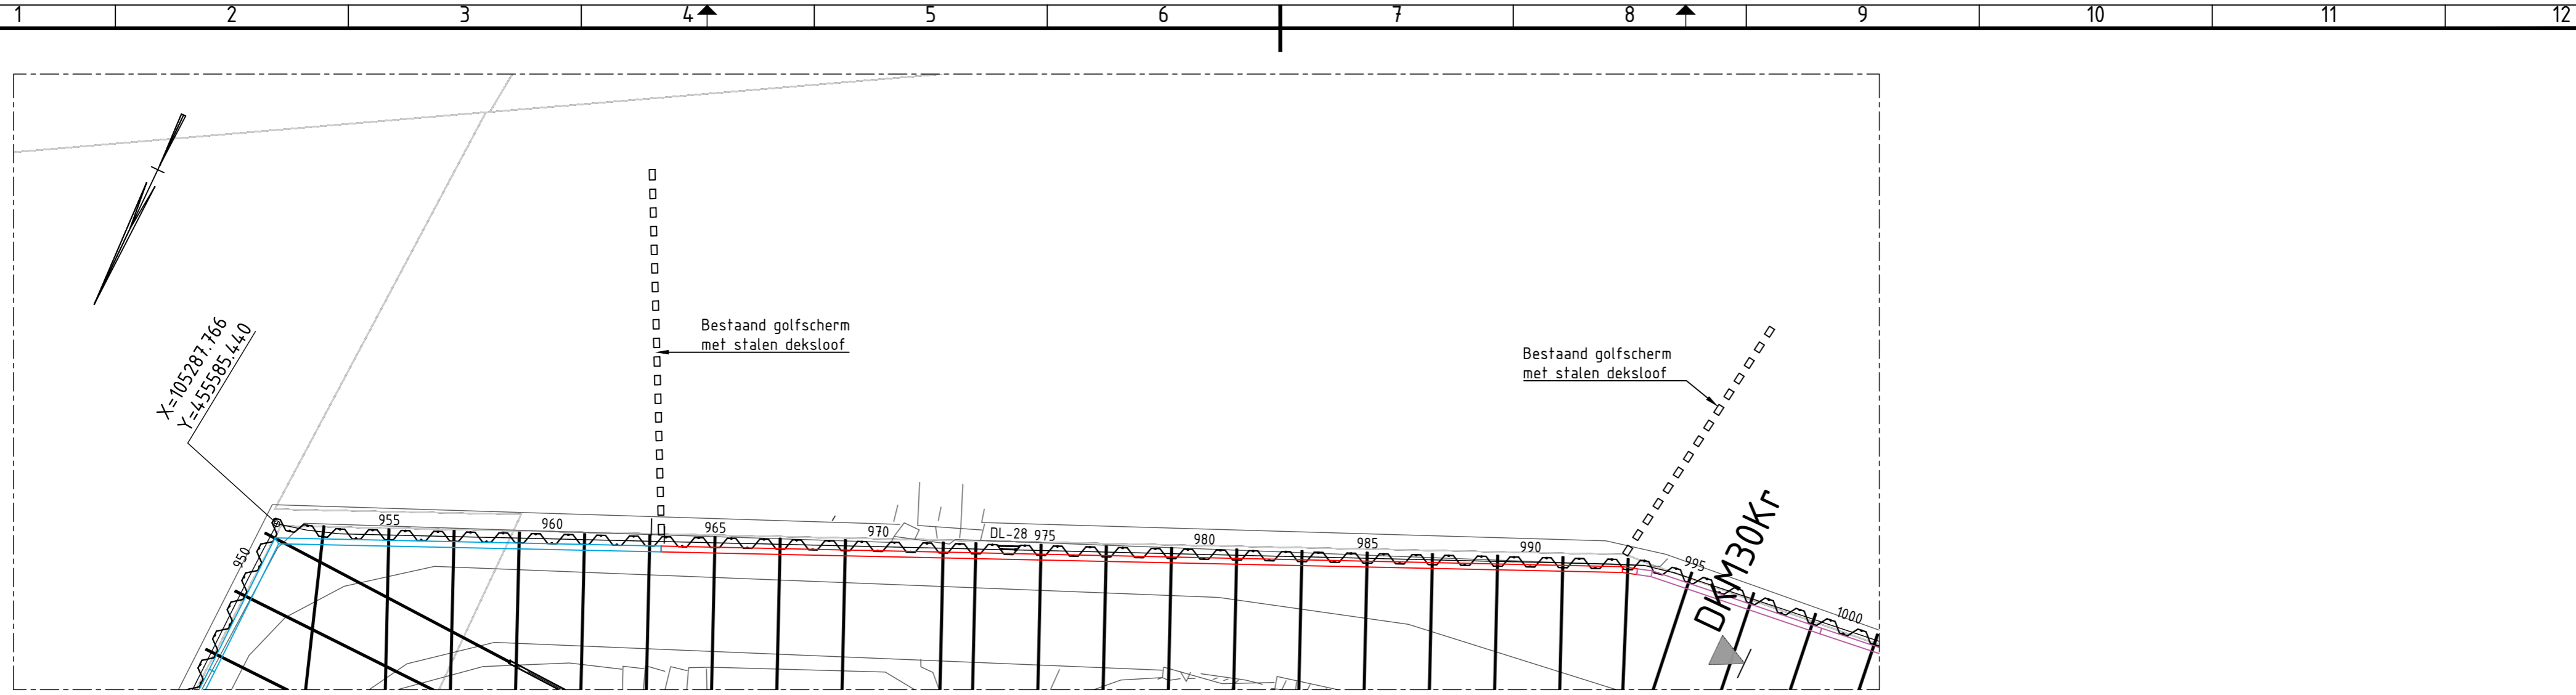 1 2 3 4 5 6 7 8 9 10 11 12
X=105287.766
Y=455585.440
Bestaand golfscherm
met stalen deksloof
Bestaand golfscherm
met stalen deksloof
950
955
960
965
970
DL-28
975
980
985
990
995
1000
DKM30Kr